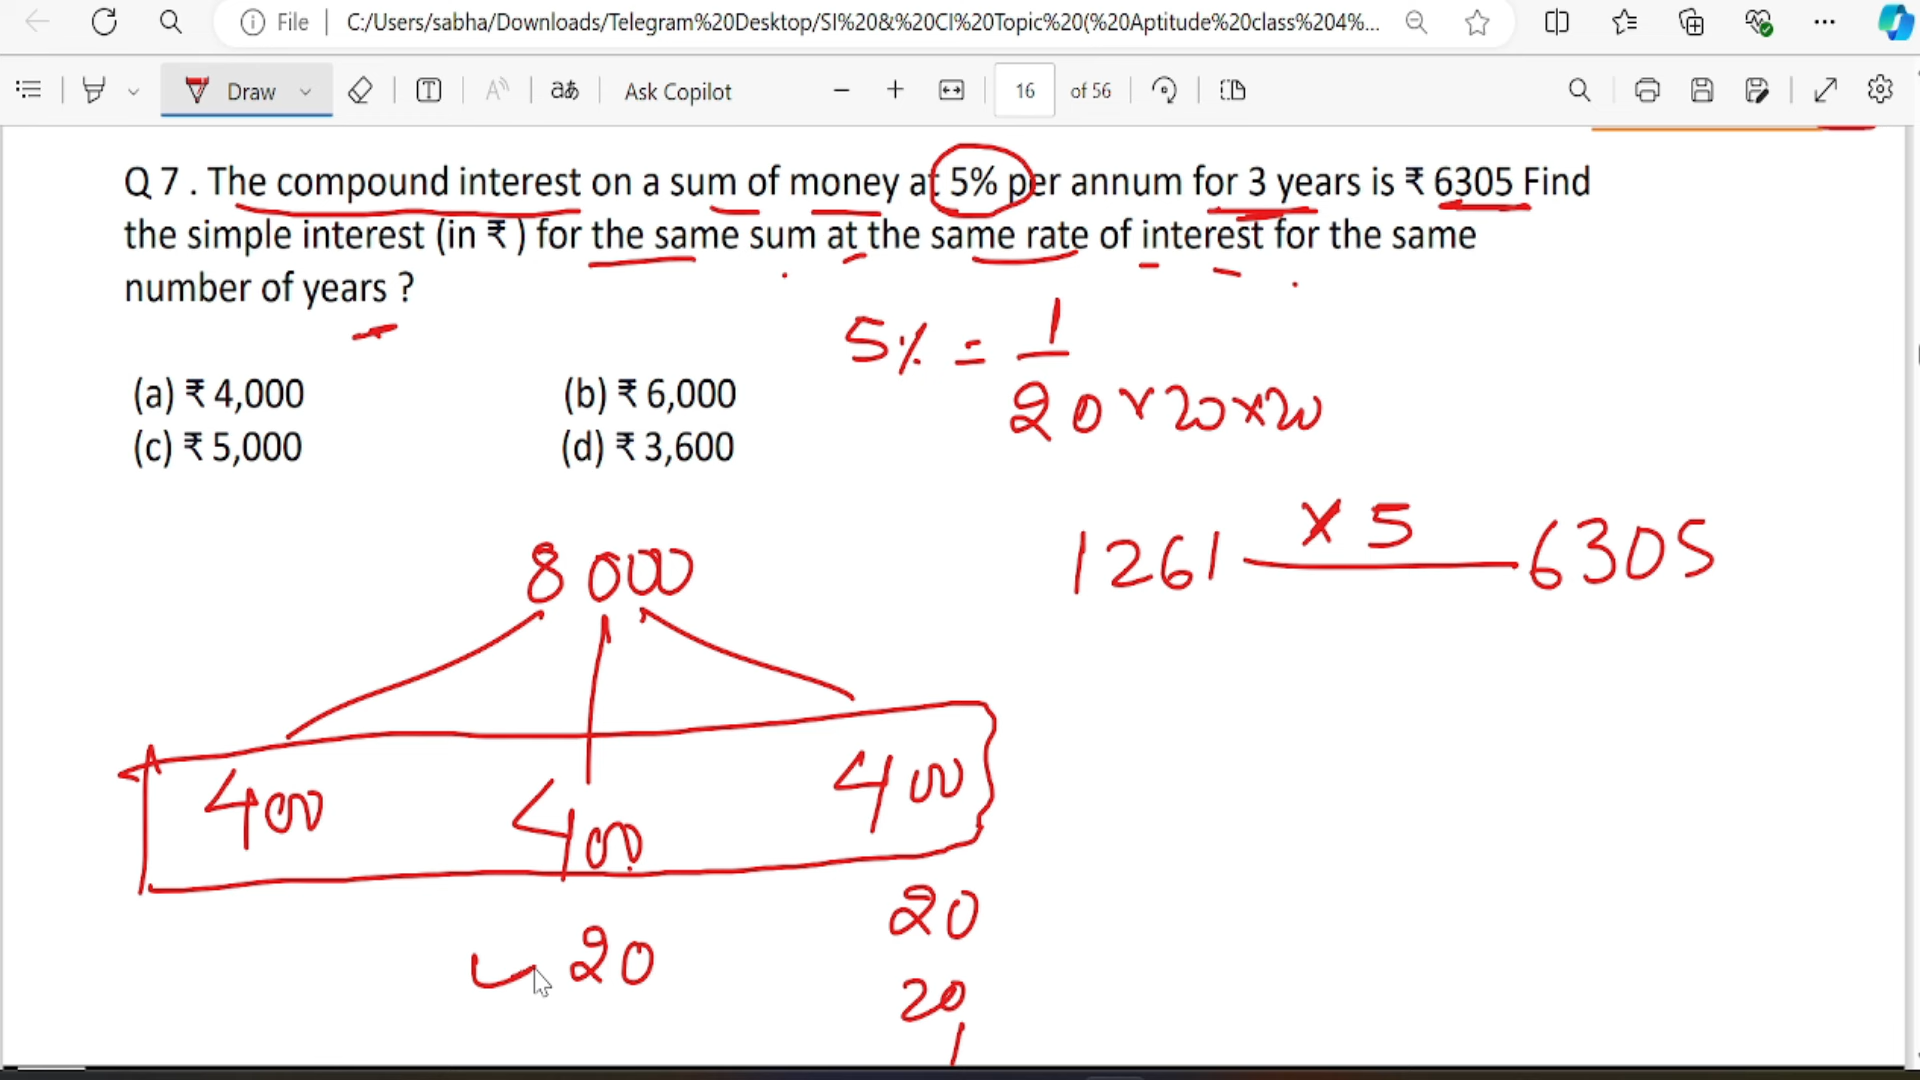 File C:/Users/sabha/Downloads/Telegram%20Desktop/SI%20&%20CI%20Topic%20(%20Aptitude%20class%204%...
Draw T aあ Ask Copilot 16 of 56
Q 7 . The compound interest on a sum of money at 5% per annum for 3 years is ₹ 6305 Find
the simple interest (in ₹ ) for the same sum at the same rate of interest for the same
number of years ?
5% = 1
20 × 20 × 20
(a) ₹ 4,000 (b) ₹ 6,000
(c) ₹ 5,000 (d) ₹ 3,600
1261 × 5 6305
8000
400 400 400
20
20
20
1